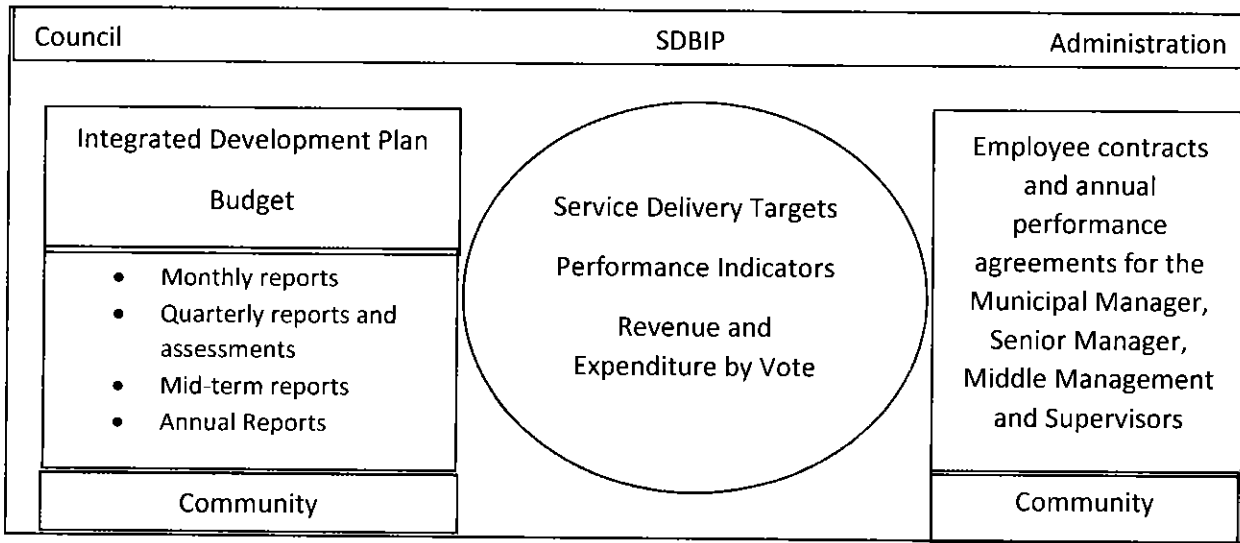 Council
SDBIP
Administration
Integrated Development Plan
Budget
• Monthly reports
• Quarterly reports and
assessments
• Mid-term reports
• Annual Reports
Community
Service Delivery Targets
Performance Indicators
Revenue and
Expenditure by Vote
Employee contracts
and annual
performance
agreements for the
Municipal Manager,
Senior Manager,
Middle Management
and Supervisors
Community